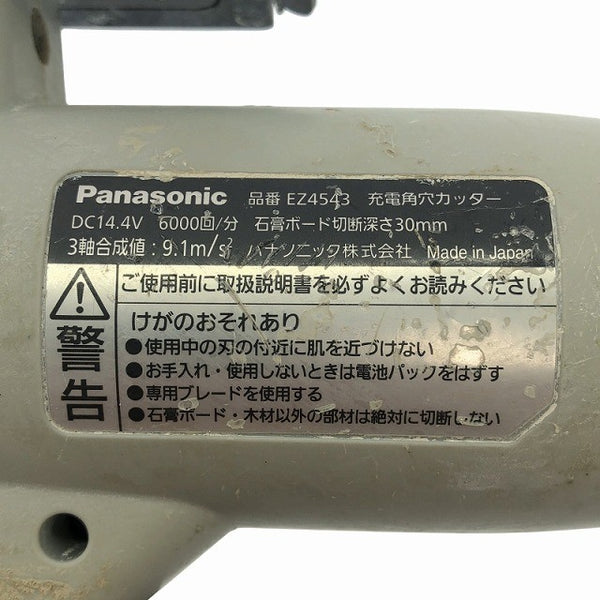 Panasonic 品番 EZ4543 充電角穴カッター
DC14.4V 6000回/分 石膏ボード切断深さ30mm
3軸合成値:9.1m/s² パナソニック株式会社 Made in Japan
警告
ご使用前に取扱説明書を必ずよくお読みください
けがのおそれあり
●使用中の刃の付近に肌を近づけない
●お手入れ・使用しないときは電池パックをはずす
●専用ブレードを使用する
●石膏ボード・木材以外の部材は絶対に切断しない